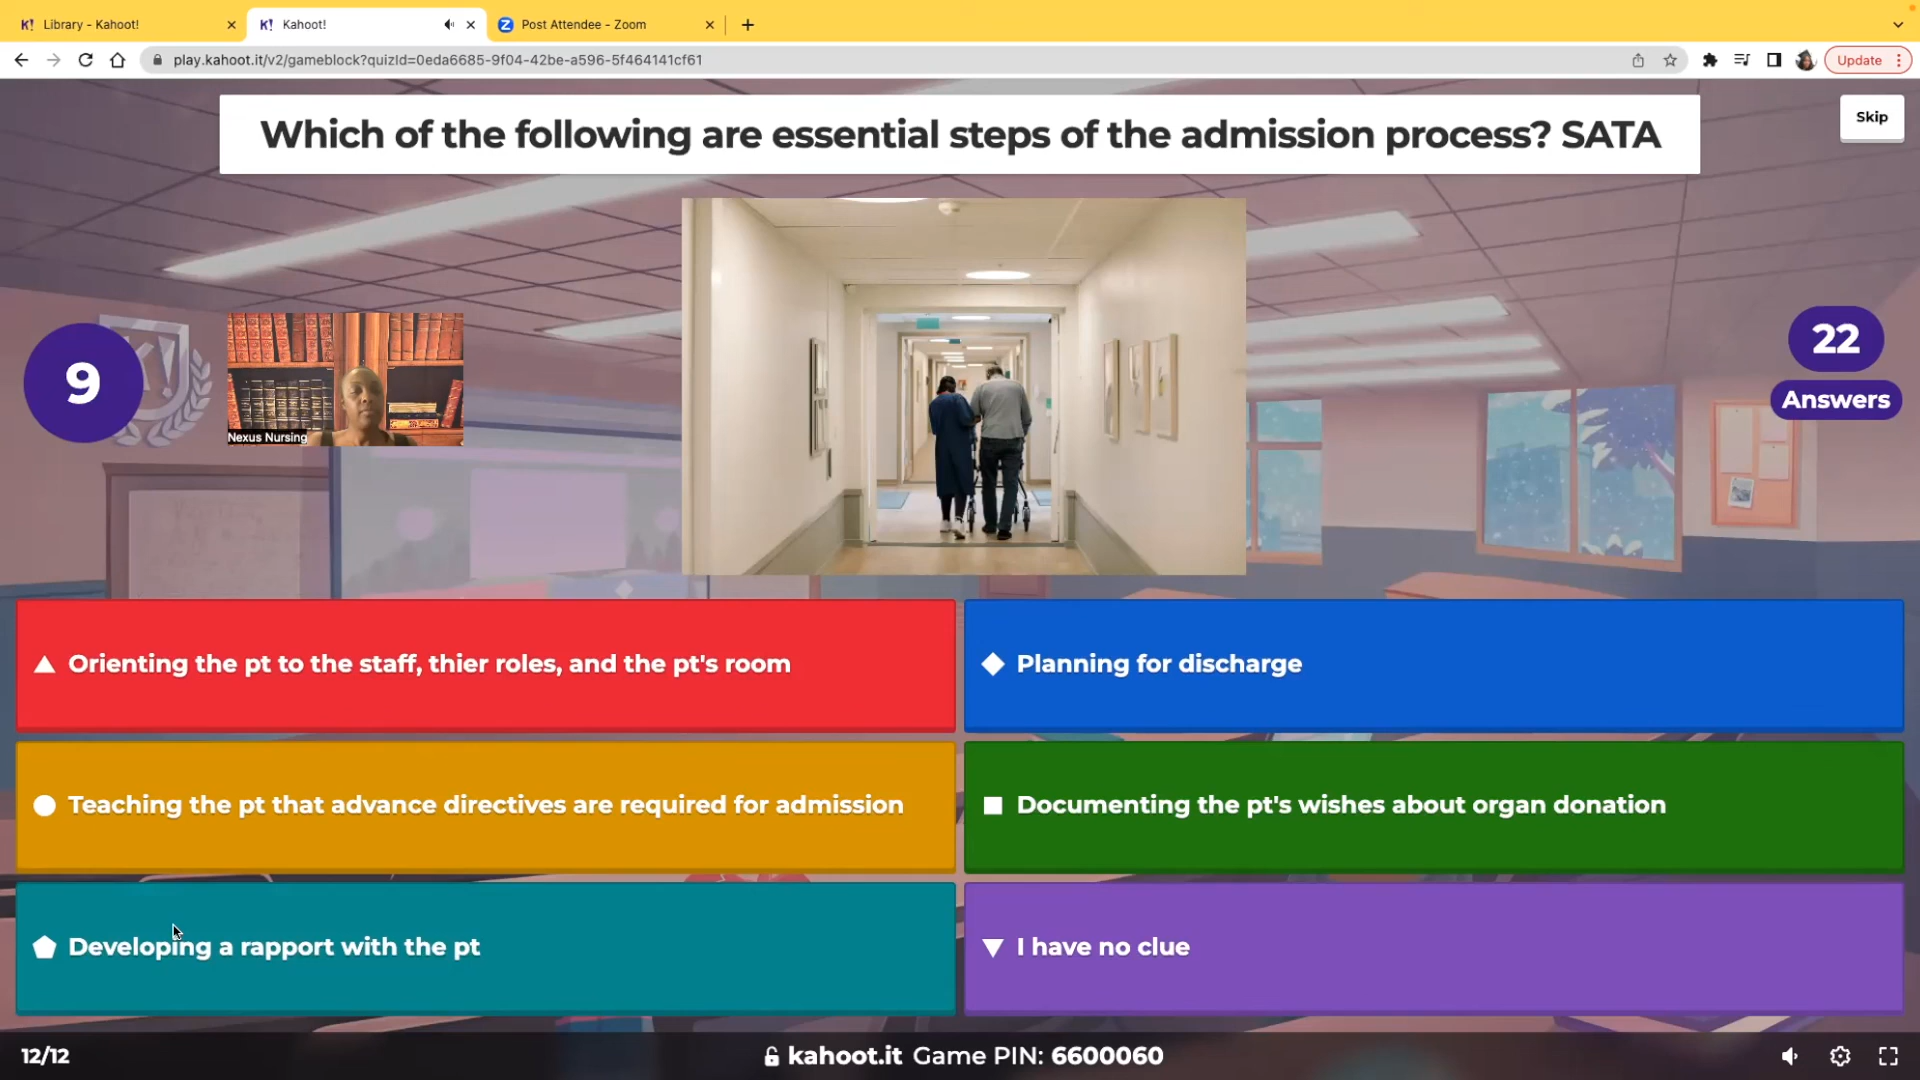 Library - Kahoot!
Kahoot!
Post Attendee - Zoom
play.kahoot.it/v2/gameblock?quizId=0eda6685-9f04-42be-a596-5f464141cf61
Update
Which of the following are essential steps of the admission process? SATA
Skip
9
Nexus Nursing
22
Answers
Orienting the pt to the staff, thier roles, and the pt's room
Planning for discharge
Teaching the pt that advance directives are required for admission
Documenting the pt's wishes about organ donation
Developing a rapport with the pt
I have no clue
12/12
kahoot.it Game PIN: 6600060